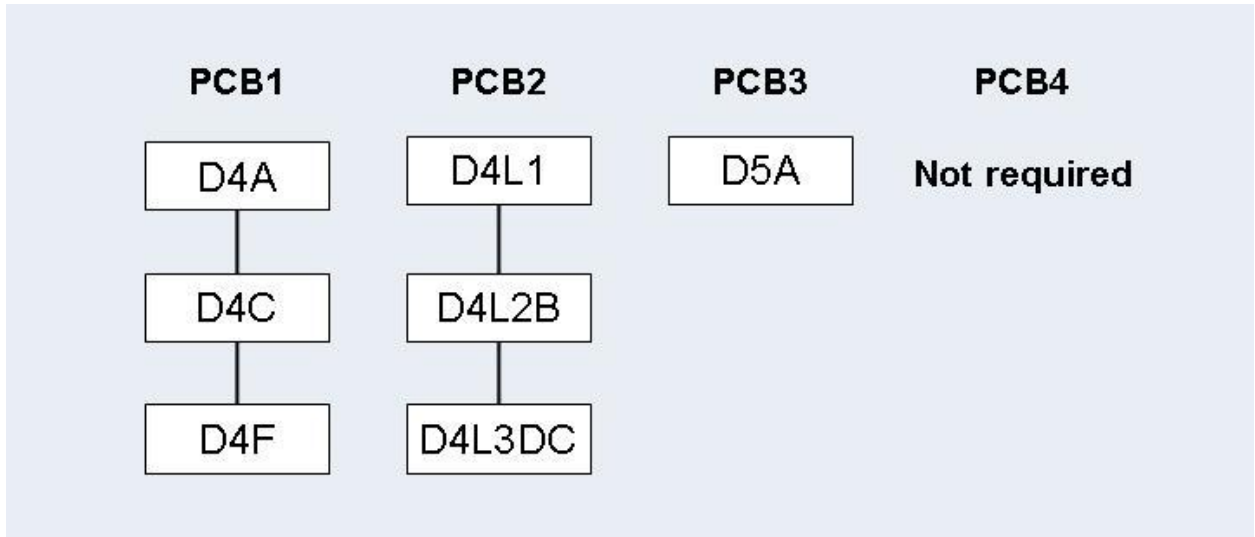 PCB1 PCB2 PCB3 PCB4
D4A D4L1 D5A Not required
D4C D4L2B
D4F D4L3DC